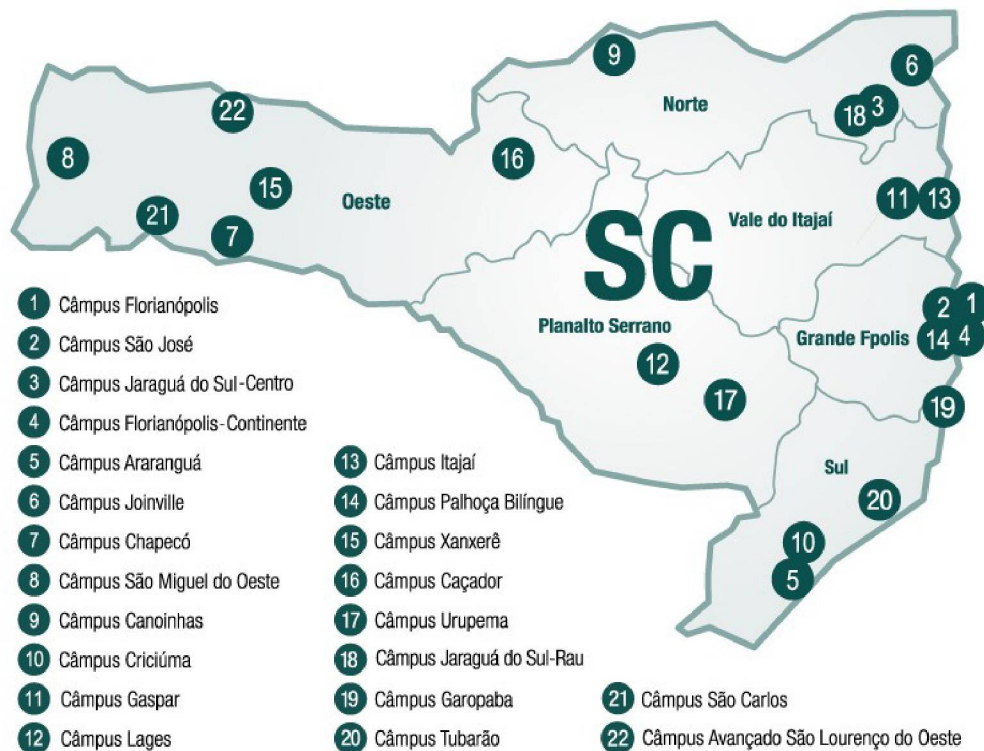 9
6
Norte
3
18
22
8
16
15
Oeste
11
13
21
7
SC
Vale do Itajaí
1
2
Planalto Serrano
Grande Fpolis
14
4
12
17
19
Sul
20
10
5
1 Câmpus Florianópolis
2 Câmpus São José
3 Câmpus Jaraguá do Sul-Centro
4 Câmpus Florianópolis-Continente
5 Câmpus Araranguá
6 Câmpus Joinville
7 Câmpus Chapecó
8 Câmpus São Miguel do Oeste
9 Câmpus Canoinhas
10 Câmpus Criciúma
11 Câmpus Gaspar
12 Câmpus Lages
13 Câmpus Itajaí
14 Câmpus Palhoça Bilíngue
15 Câmpus Xanxerê
16 Câmpus Caçador
17 Câmpus Urupema
18 Câmpus Jaraguá do Sul-Rau
19 Câmpus Garopaba
20 Câmpus Tubarão
21 Câmpus São Carlos
22 Câmpus Avançado São Lourenço do Oeste